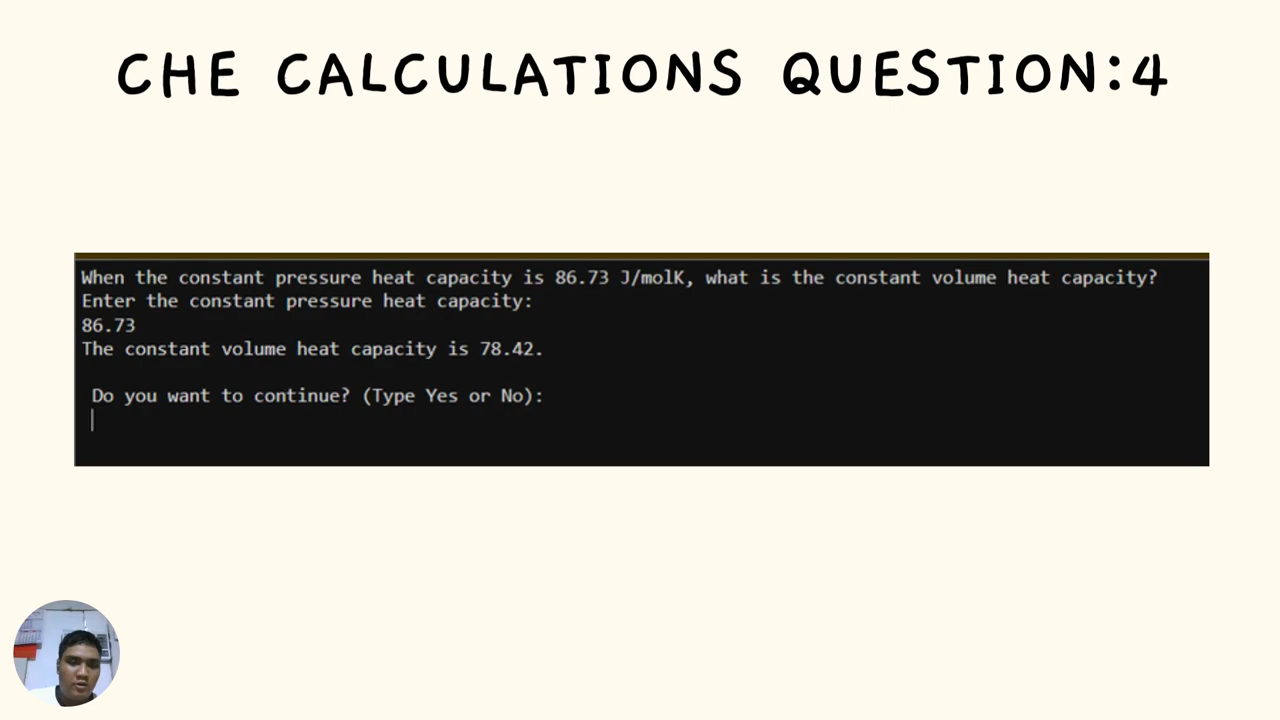 CHE CALCULATIONS QUESTION:4
When the constant pressure heat capacity is 86.73 J/molK, what is the constant volume heat capacity?
Enter the constant pressure heat capacity:
86.73
The constant volume heat capacity is 78.42.
Do you want to continue? (Type Yes or No):